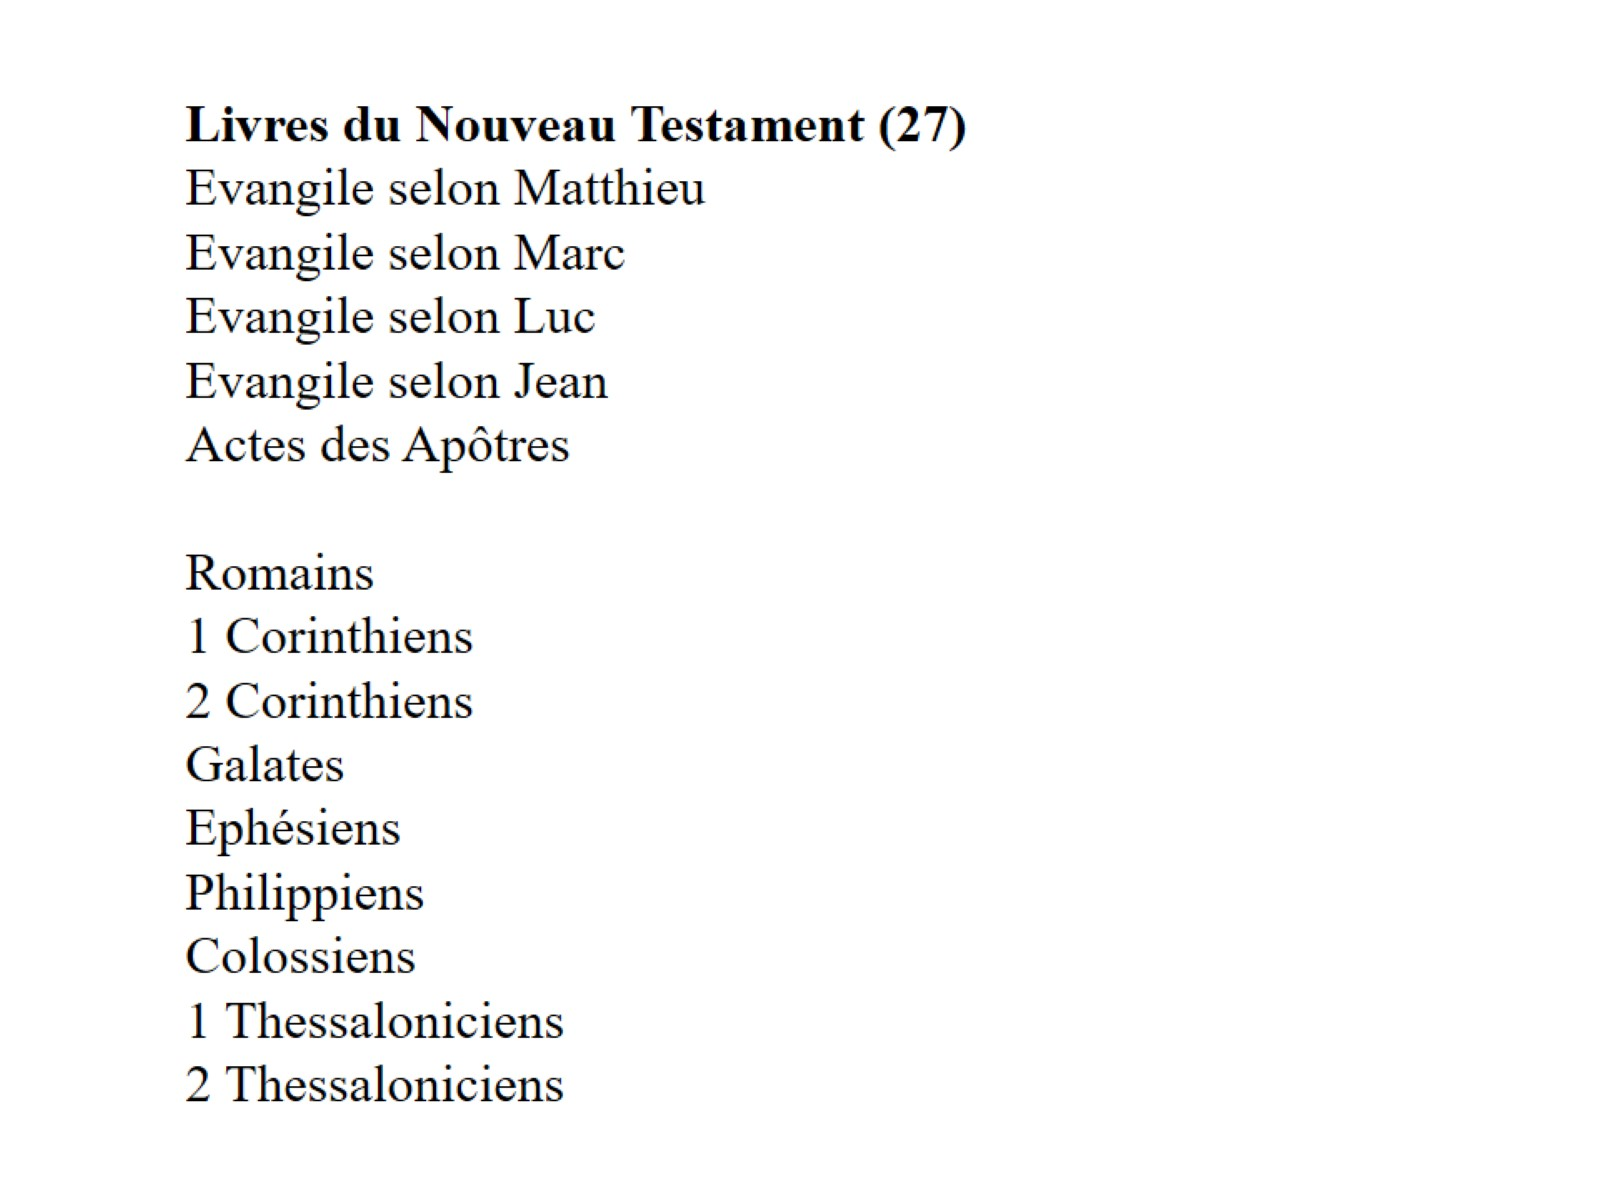 Livres du Nouveau Testament (27)
Evangile selon Matthieu
Evangile selon Marc
Evangile selon Luc
Evangile selon Jean
Actes des Apôtres
Romains
1 Corinthiens
2 Corinthiens
Galates
Ephésiens
Philippiens
Colossiens
1 Thessaloniciens
2 Thessaloniciens